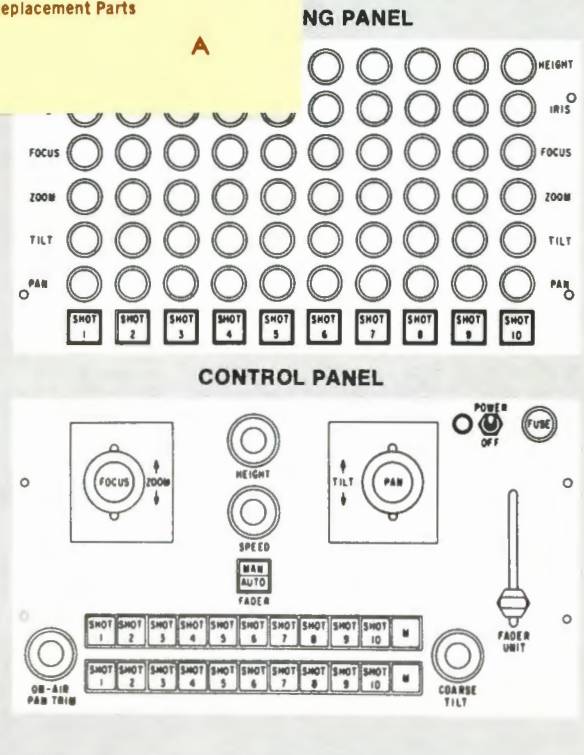 eplacement Parts
A
NG PANEL
HEIGHT
IRIS
FOCUS
FOCUS
ZOOM
ZOOM
TILT
TILT
PAN
PAN
SHOT 1 SHOT 2 SHOT 3 SHOT 4 SHOT 5 SHOT 6 SHOT 7 SHOT 8 SHOT 9 SHOT 10
CONTROL PANEL
POWER
OFF
FUSE
FOCUS
ZOOM
HEIGHT
TILT
PAN
SPEED
MAN
AUTO
FADER
SHOT 1 SHOT 2 SHOT 3 SHOT 4 SHOT 5 SHOT 6 SHOT 7 SHOT 8 SHOT 9 SHOT 10 M
FADER
UNIT
SHOT 1 SHOT 2 SHOT 3 SHOT 4 SHOT 5 SHOT 6 SHOT 7 SHOT 8 SHOT 9 SHOT 10 M
ON-AIR
PAN TRIM
COARSE
TILT